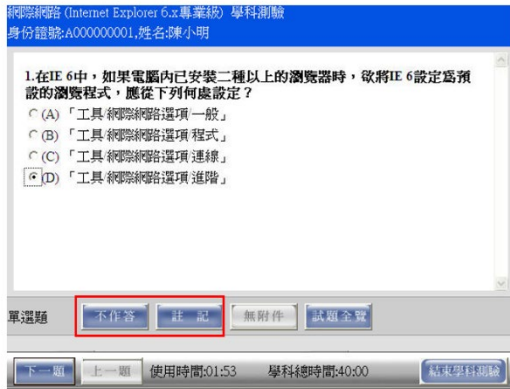 網際網路 (Internet Explorer 6.x專業級) 學科測驗
身份證號:A000000001,姓名:陳小明
1.在IE 6中，如果電腦內已安裝二種以上的瀏覽器時，欲將IE 6設定為預
設的瀏覽程式，應從下列何處設定？
(A) 「工具/網際網路選項/一般」
(B) 「工具/網際網路選項/程式」
(C) 「工具/網際網路選項/連線」
(D) 「工具/網際網路選項/進階」
單選題 不作答 註 記 無附件 試題全覽
下一題 上一題 使用時間:01:53 學科總時間:40:00 結束學科測驗